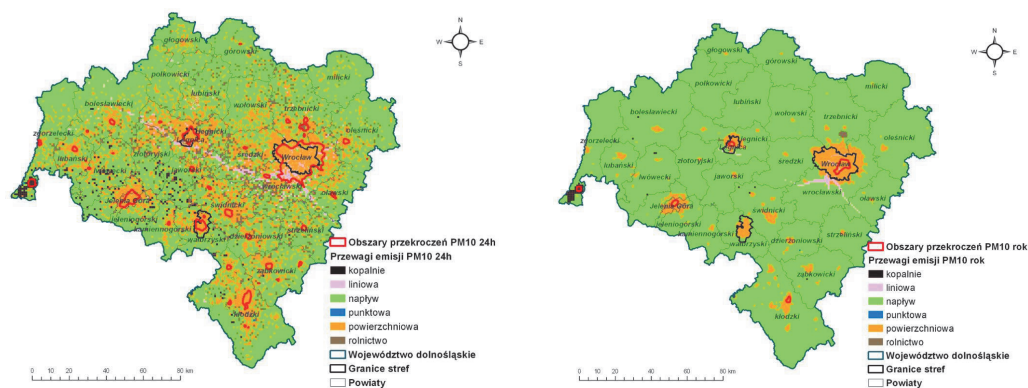 N
W E
S
głogowski
górowski
polkowicki
milicki
lubiński
bolesławiecki
wołowski
trzebnicki
zgorzelecki
legnicki
Legnica
oleśnicki
lubański
złotoryjski
średzki
Wrocław
lwówecki
jaworski
wrocławski
Jelenia Góra
oławski
świdnicki
jeleniogórski
kamiennogórski
wałbrzyski
dzierżoniowski
strzeliński
ząbkowicki
kłodzki
Obszary przekroczeń PM10 24h
Przewagi emisji PM10 24h
kopalnie
liniowa
napływ
punktowa
powierzchniowa
rolnictwo
Województwo dolnośląskie
Granice stref
Powiaty
0 20 40 80 km
N
W E
S
głogowski
górowski
polkowicki
milicki
lubiński
bolesławiecki
wołowski
trzebnicki
zgorzelecki
legnicki
Legnica
oleśnicki
lubański
złotoryjski
średzki
Wrocław
lwówecki
jaworski
wrocławski
Jelenia Góra
oławski
świdnicki
jeleniogórski
kamiennogórski
wałbrzyski
dzierżoniowski
strzeliński
ząbkowicki
kłodzki
Obszary przekroczeń PM10 rok
Przewagi emisji PM10 rok
kopalnie
liniowa
napływ
punktowa
powierzchniowa
rolnictwo
Województwo dolnośląskie
Granice stref
Powiaty
0 20 40 80 km